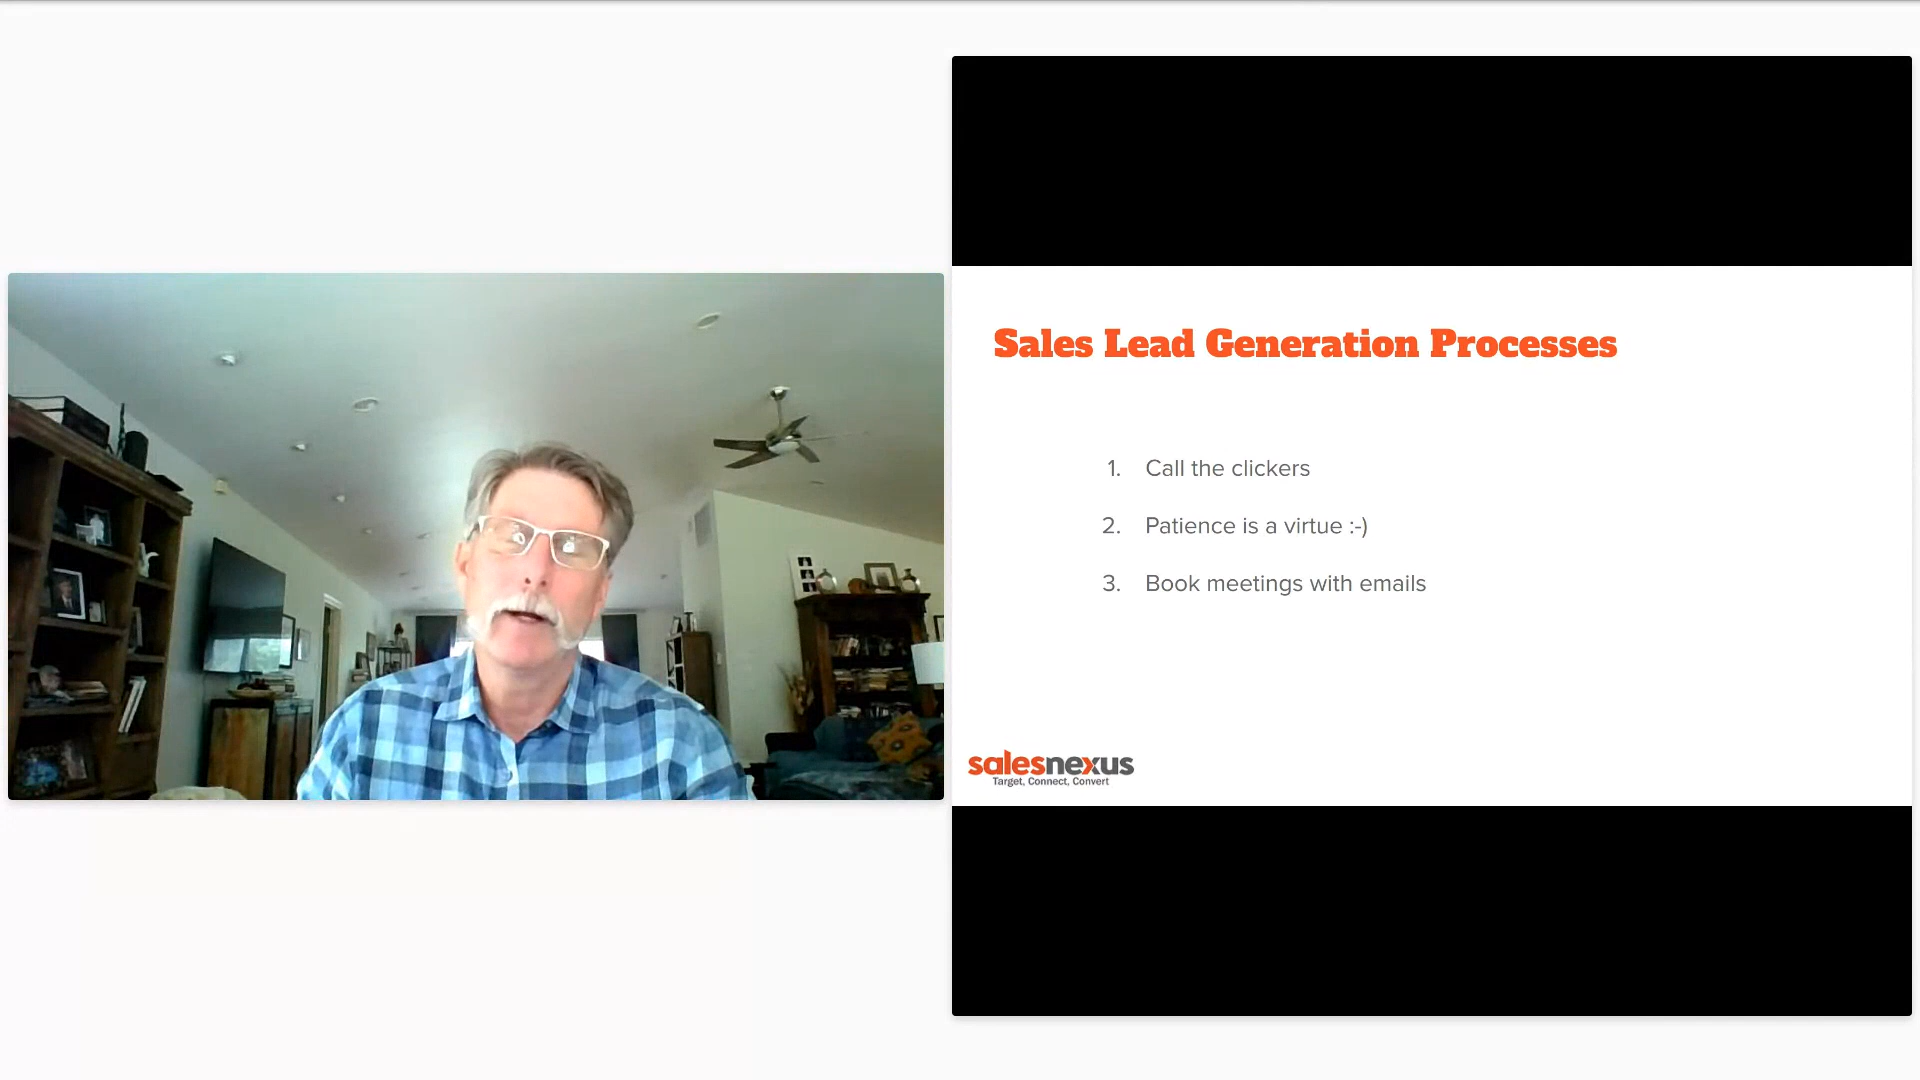 Sales Lead Generation Processes
1. Call the clickers
2. Patience is a virtue :-)
3. Book meetings with emails
salesnexus
Target, Connect, Convert